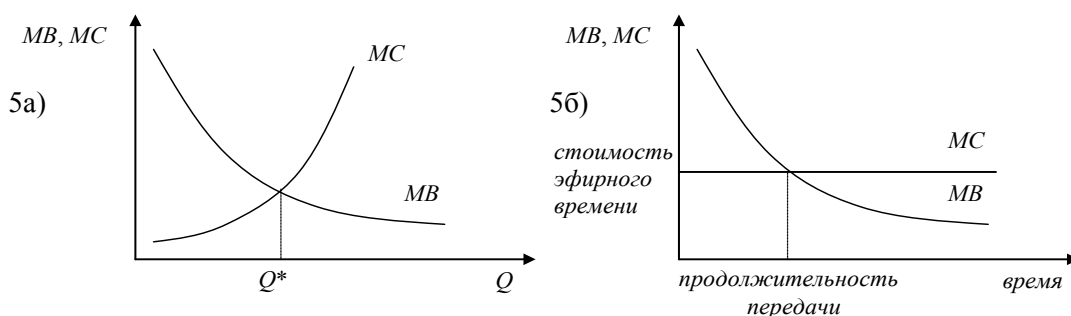 5а)
MB, MC
MC
MB
Q*
Q
5б)
MB, MC
стоимость
эфирного
времени
MC
MB
продолжительность
передачи
время